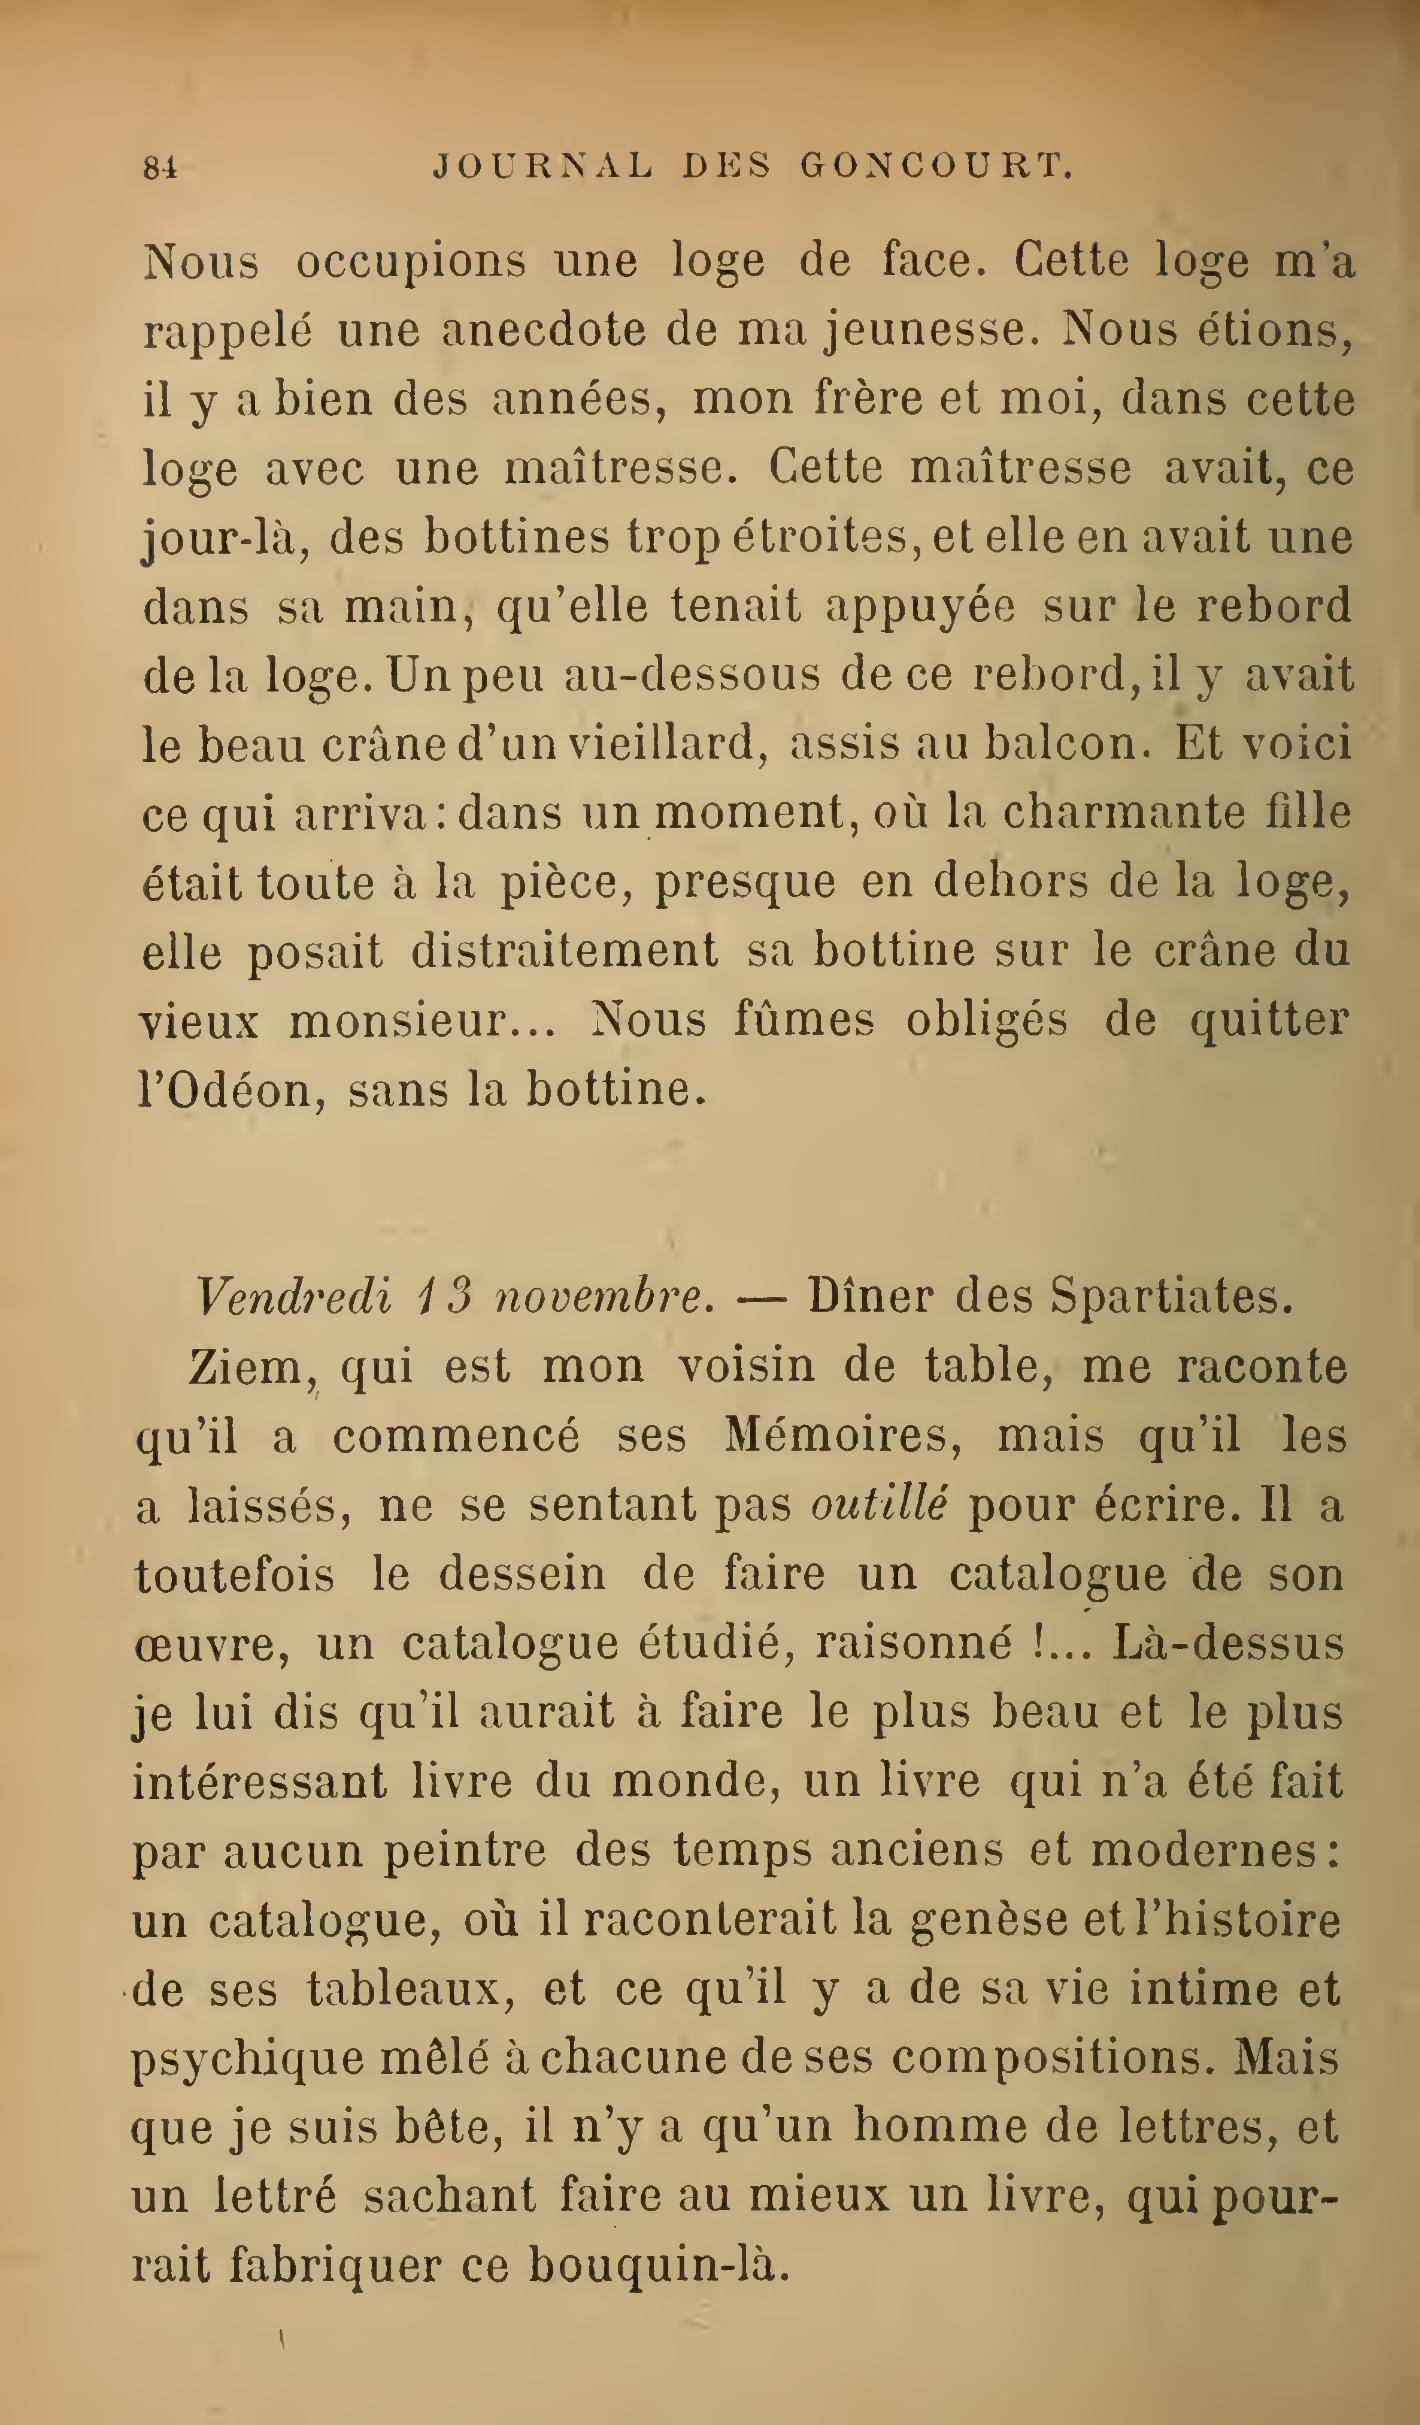 84 JOURNAL DES GONCOURT.
Nous occupions une loge de face. Cette loge m'a
rappelé une anecdote de ma jeunesse. Nous étions,
il y a bien des années, mon frère et moi, dans cette
loge avec une maîtresse. Cette maîtresse avait, ce
jour-là, des bottines trop étroites, et elle en avait une
dans sa main, qu'elle tenait appuyée sur le rebord
de la loge. Un peu au-dessous de ce rebord, il y avait
le beau crâne d'un vieillard, assis au balcon. Et voici
ce qui arriva : dans un moment, où la charmante fille
était toute à la pièce, presque en dehors de la loge,
elle posait distraitement sa bottine sur le crâne du
vieux monsieur... Nous fûmes obligés de quitter
l'Odéon, sans la bottine.
Vendredi 13 novembre. — Dîner des Spartiates.
Ziem, qui est mon voisin de table, me raconte
qu'il a commencé ses Mémoires, mais qu'il les
a laissés, ne se sentant pas outillé pour écrire. Il a
toutefois le dessein de faire un catalogue de son
œuvre, un catalogue étudié, raisonné !... Là-dessus
je lui dis qu'il aurait à faire le plus beau et le plus
intéressant livre du monde, un livre qui n'a été fait
par aucun peintre des temps anciens et modernes :
un catalogue, où il raconterait la genèse et l'histoire
de ses tableaux, et ce qu'il y a de sa vie intime et
psychique mêlé à chacune de ses compositions. Mais
que je suis bête, il n'y a qu'un homme de lettres, et
un lettré sachant faire au mieux un livre, qui pour-
rait fabriquer ce bouquin-là.